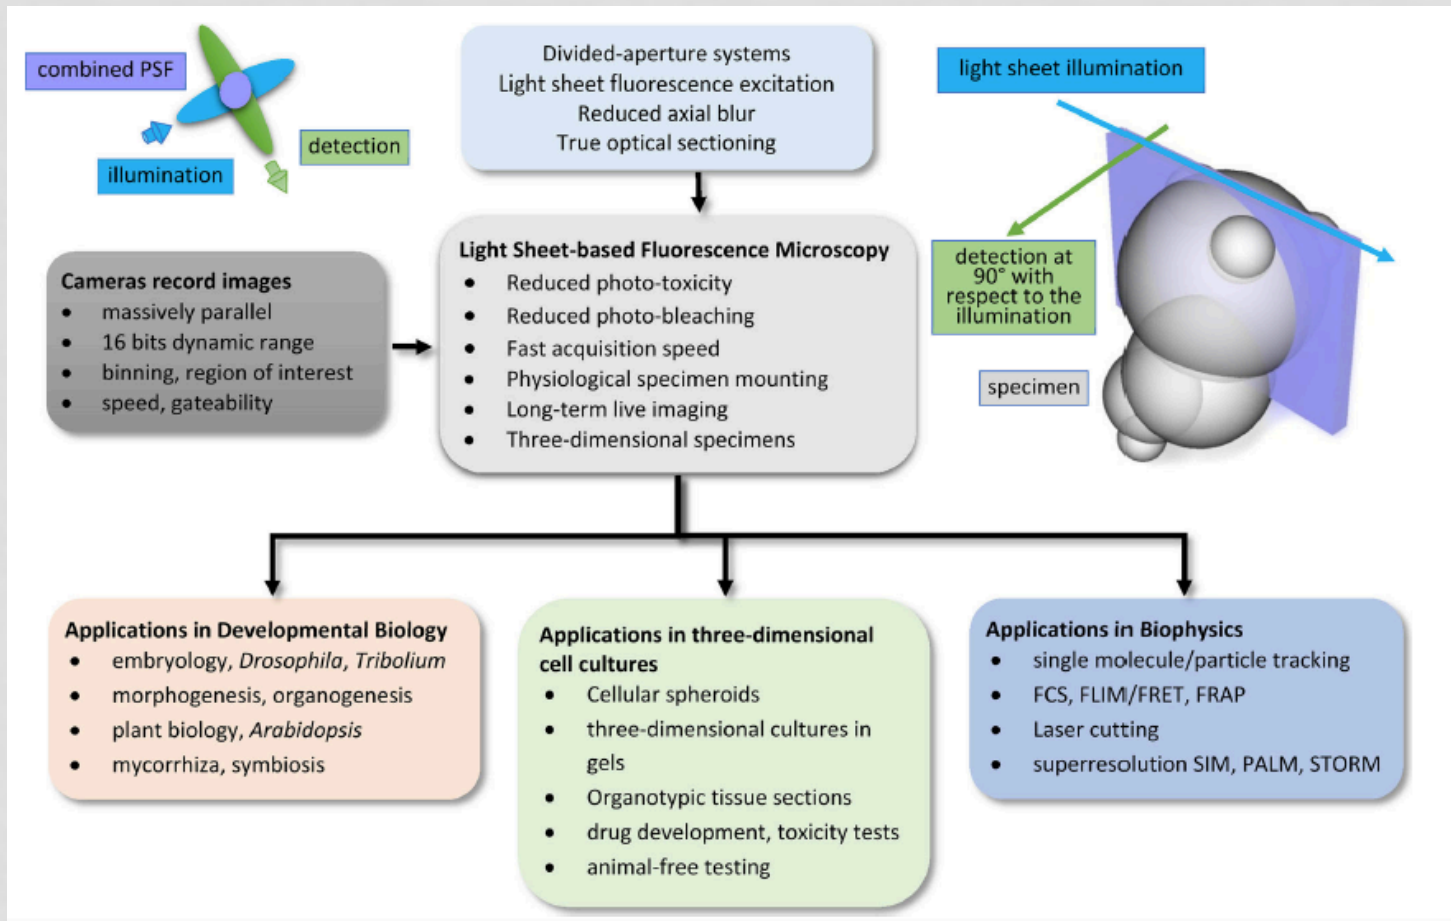 combined PSF
illumination
detection
Divided-aperture systems
Light sheet fluorescence excitation
Reduced axial blur
True optical sectioning
light sheet illumination
detection at
90° with
respect to the
illumination
specimen
Cameras record images
• massively parallel
• 16 bits dynamic range
• binning, region of interest
• speed, gateability
Light Sheet-based Fluorescence Microscopy
• Reduced photo-toxicity
• Reduced photo-bleaching
• Fast acquisition speed
• Physiological specimen mounting
• Long-term live imaging
• Three-dimensional specimens
Applications in Developmental Biology
• embryology, Drosophila, Tribolium
• morphogenesis, organogenesis
• plant biology, Arabidopsis
• mycorrhiza, symbiosis
Applications in three-dimensional
cell cultures
• Cellular spheroids
• three-dimensional cultures in
gels
• Organotypic tissue sections
• drug development, toxicity tests
• animal-free testing
Applications in Biophysics
• single molecule/particle tracking
• FCS, FLIM/FRET, FRAP
• Laser cutting
• superresolution SIM, PALM, STORM